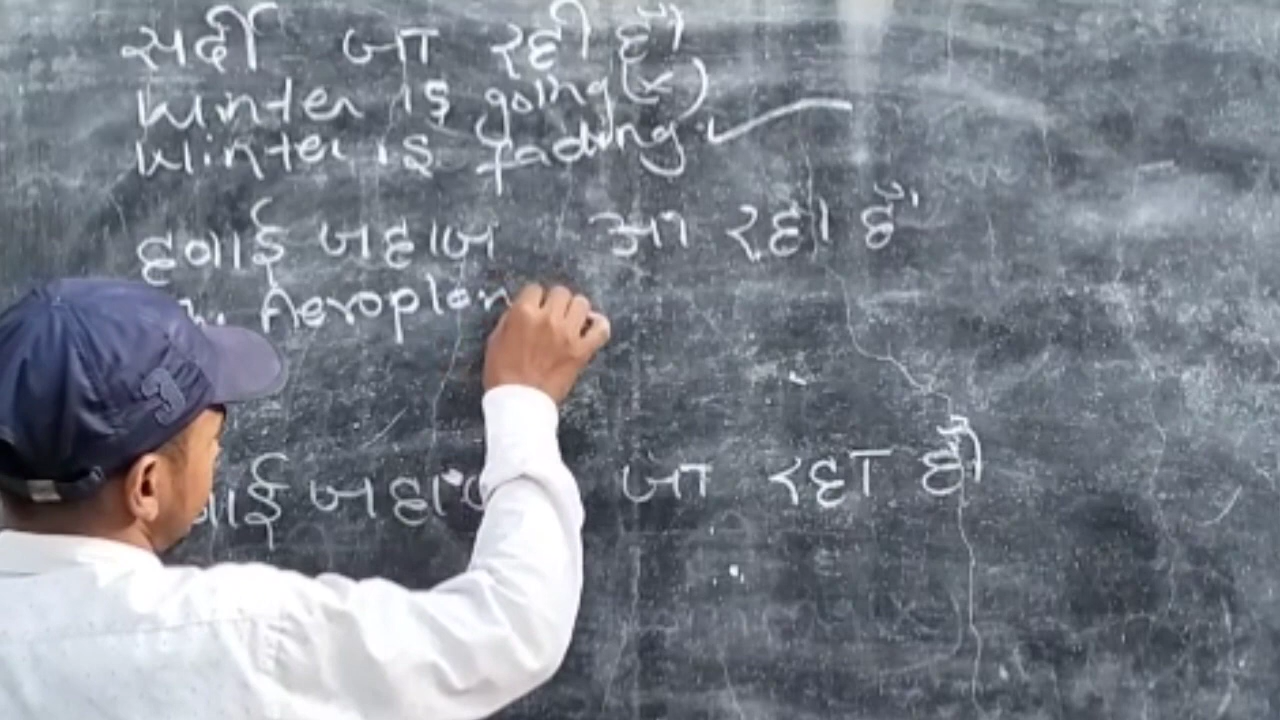 सर्दी जा रही है।
Winter is going (×)
Winter is fading.
हवाई जहाज आ रहा है।
Aeroplan
जहाज जा रहा है।